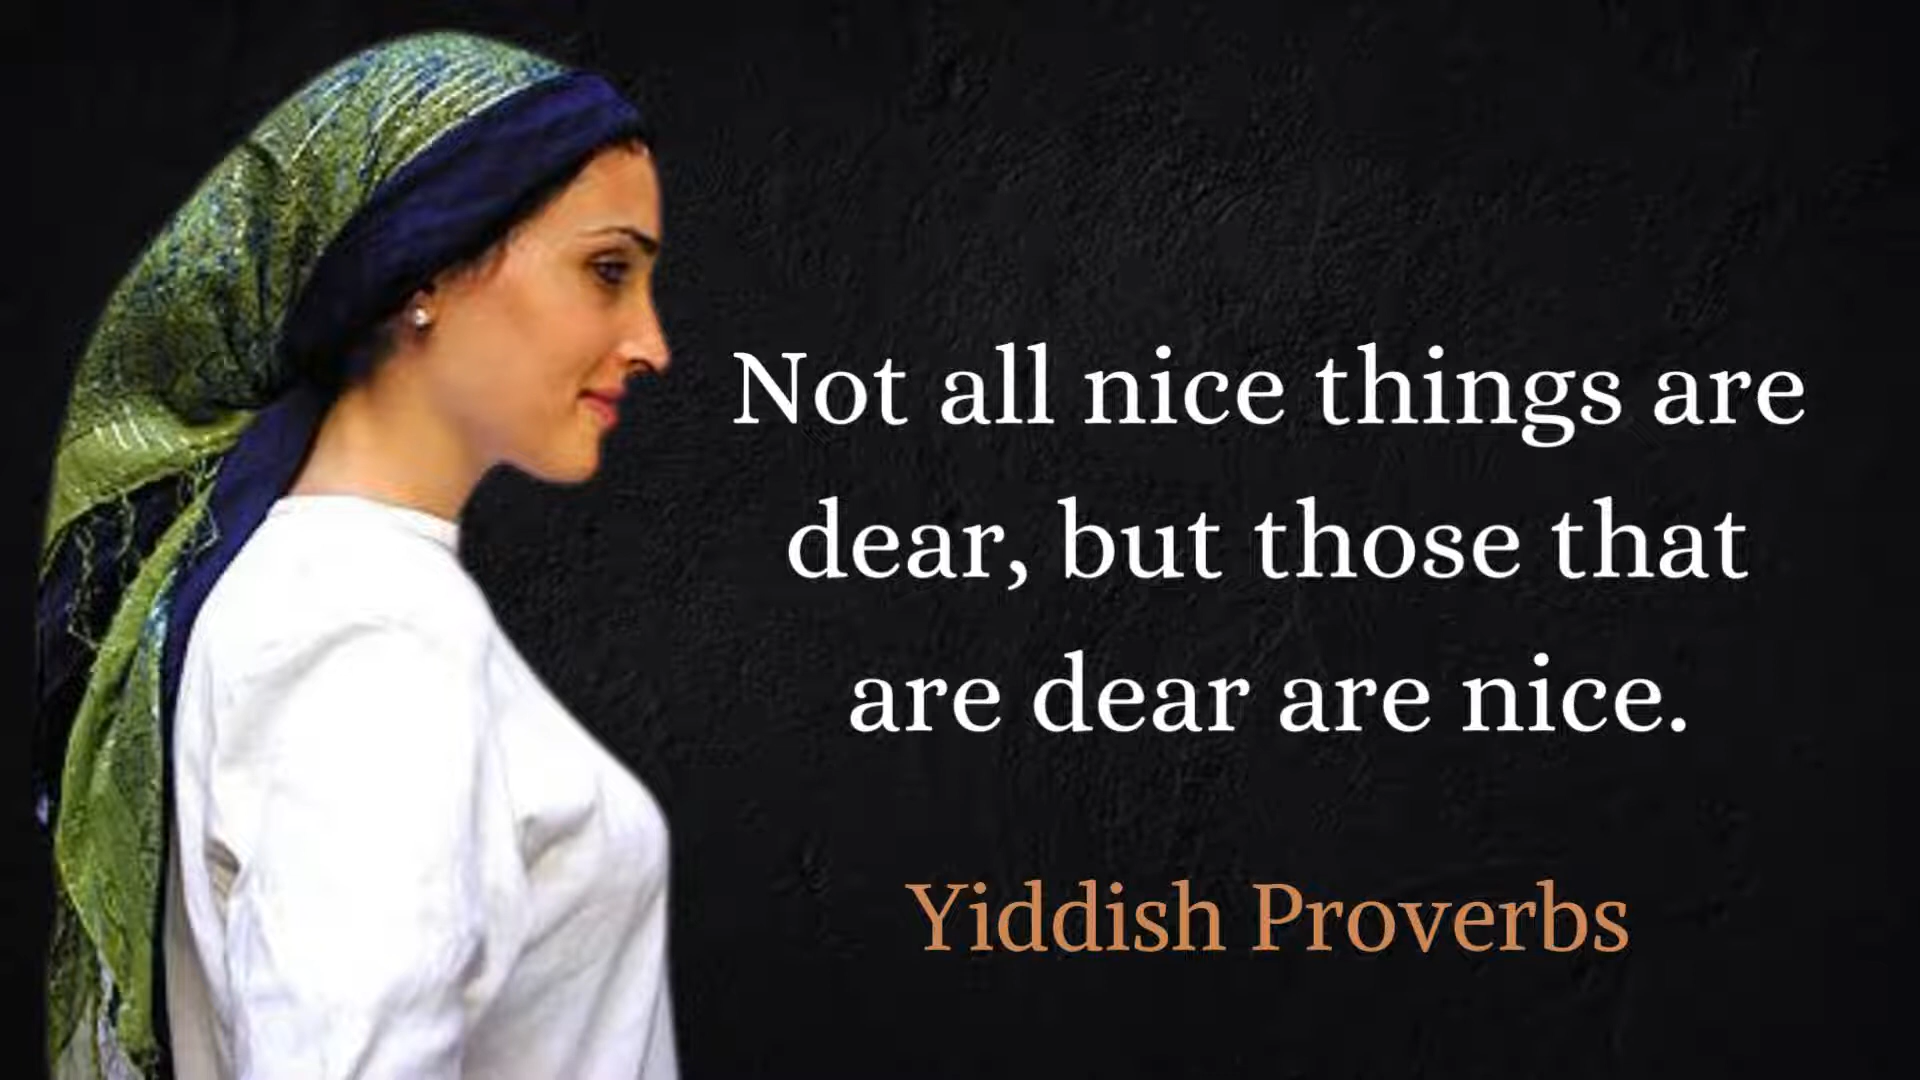 Not all nice things are
dear, but those that
are dear are nice.
Yiddish Proverbs